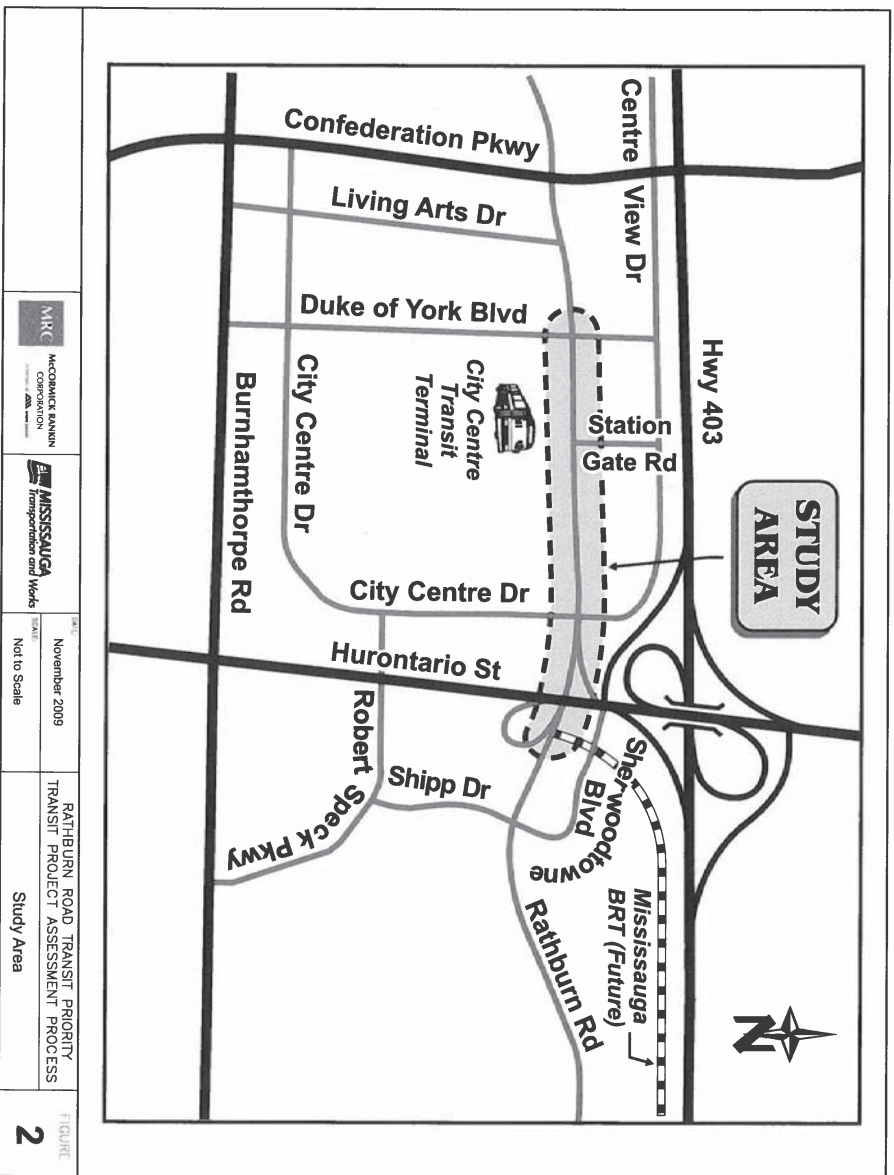 Confederation Pkwy
Living Arts Dr
Duke of York Blvd
City Centre Dr
Burnhamthorpe Rd
City Centre
Transit
Terminal
Centre View Dr
Hwy 403
Station
Gate Rd
STUDY
AREA
City Centre Dr
Hurontario St
Robert Speck Pkwy
Shipp Dr
Sherwoodtowne
Blvd
Rathburn Rd
Mississauga
BRT (Future)
N
MRC
McCORMICK RANKIN
CORPORATION
MISSISSAUGA
Transportation and Works
DATE:
November 2009
SCALE:
Not to Scale
RATHBURN ROAD TRANSIT PRIORITY
TRANSIT PROJECT ASSESSMENT PROCESS
Study Area
FIGURE
2